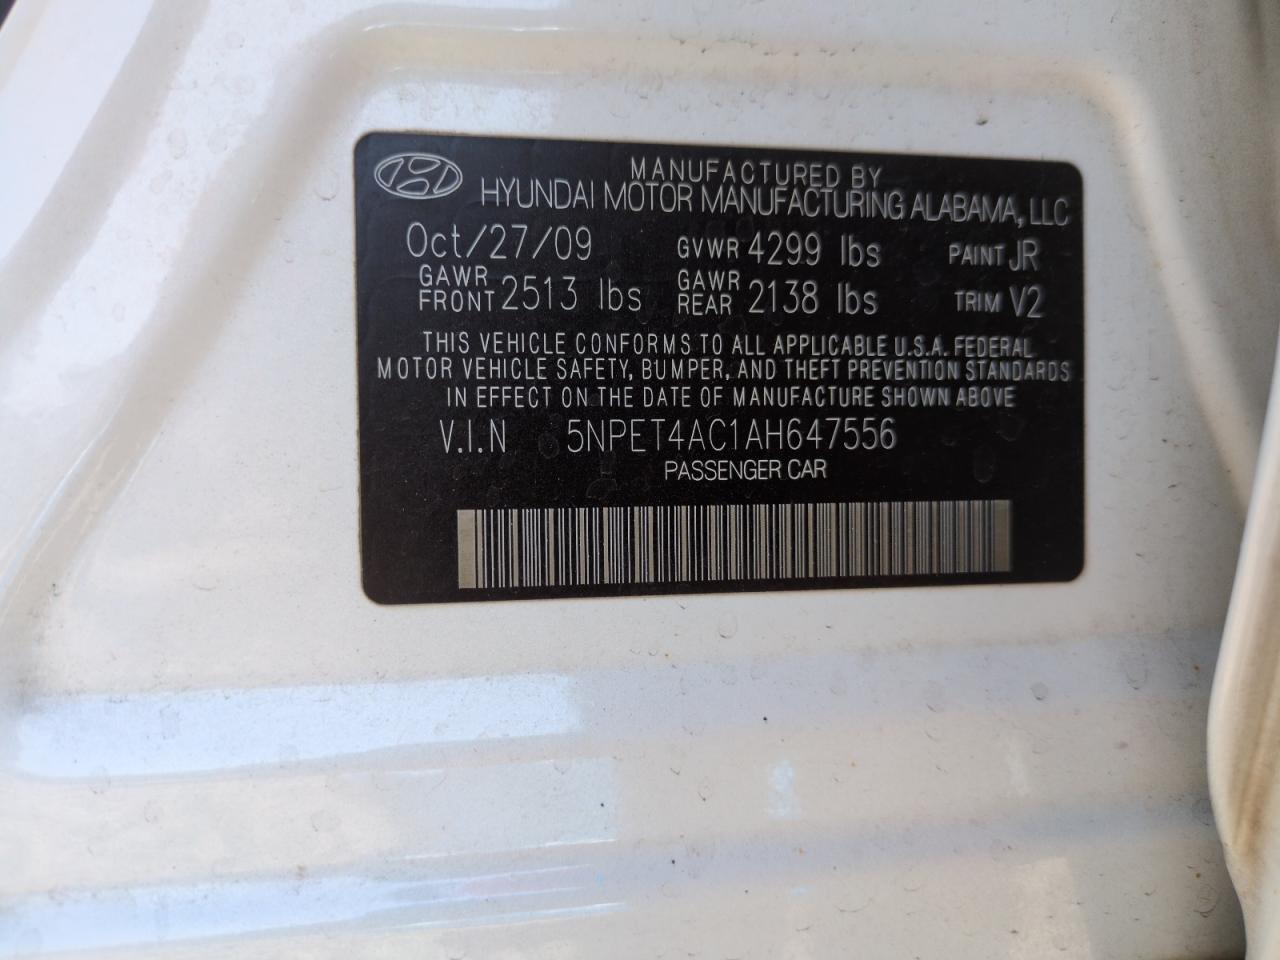 MANUFACTURED BY
HYUNDAI MOTOR MANUFACTURING ALABAMA, LLC
Oct/27/09 GVWR 4299 lbs PAINT JR
GAWR FRONT 2513 lbs GAWR REAR 2138 lbs TRIM V2
THIS VEHICLE CONFORMS TO ALL APPLICABLE U.S.A. FEDERAL
MOTOR VEHICLE SAFETY, BUMPER, AND THEFT PREVENTION STANDARDS
IN EFFECT ON THE DATE OF MANUFACTURE SHOWN ABOVE
V.I.N 5NPET4AC1AH647556
PASSENGER CAR